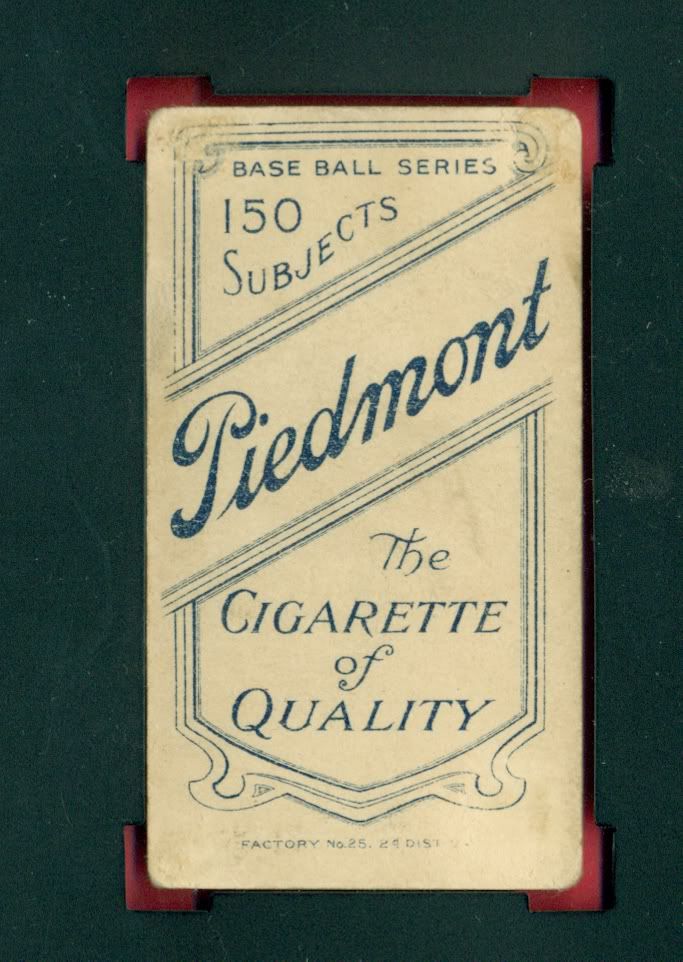 BASE BALL SERIES
150
SUBJECTS
Piedmont
The
CIGARETTE
of
QUALITY
FACTORY No. 25. 2d DIST